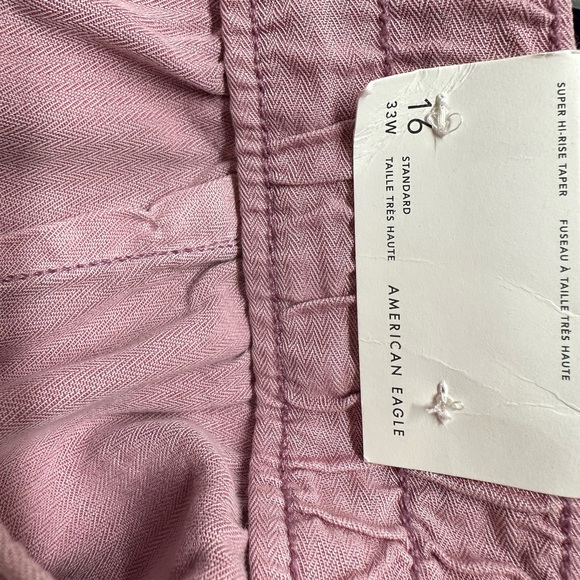 SUPER HI-RISE TAPER
FUSEAU À TAILLE TRÈS HAUTE
16
33W
STANDARD
TAILLE TRÈS HAUTE
AMERICAN EAGLE